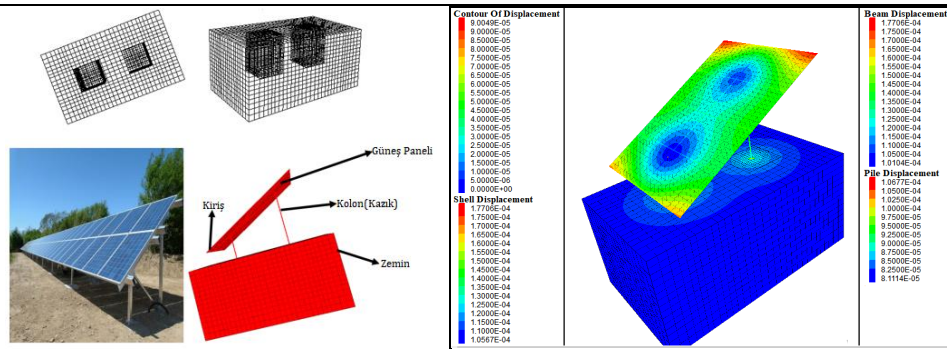 Güneş Paneli
Kiriş
Kolon(Kazık)
Zemin
Contour Of Displacement
9.0049E-05
9.0000E-05
8.5000E-05
8.0000E-05
7.5000E-05
7.0000E-05
6.5000E-05
6.0000E-05
5.5000E-05
5.0000E-05
4.5000E-05
4.0000E-05
3.5000E-05
3.0000E-05
2.5000E-05
2.0000E-05
1.5000E-05
1.0000E-05
5.0000E-06
0.0000E+00
Shell Displacement
1.7706E-04
1.7500E-04
1.7000E-04
1.6500E-04
1.6000E-04
1.5500E-04
1.5000E-04
1.4500E-04
1.4000E-04
1.3500E-04
1.3000E-04
1.2500E-04
1.2000E-04
1.1500E-04
1.1000E-04
1.0567E-04
Beam Displacement
1.7706E-04
1.7500E-04
1.7000E-04
1.6500E-04
1.6000E-04
1.5500E-04
1.5000E-04
1.4500E-04
1.4000E-04
1.3500E-04
1.3000E-04
1.2500E-04
1.2000E-04
1.1500E-04
1.1000E-04
1.0500E-04
1.0104E-04
Pile Displacement
1.0677E-04
1.0500E-04
1.0250E-04
1.0000E-04
9.7500E-05
9.5000E-05
9.2500E-05
9.0000E-05
8.7500E-05
8.5000E-05
8.2500E-05
8.1114E-05